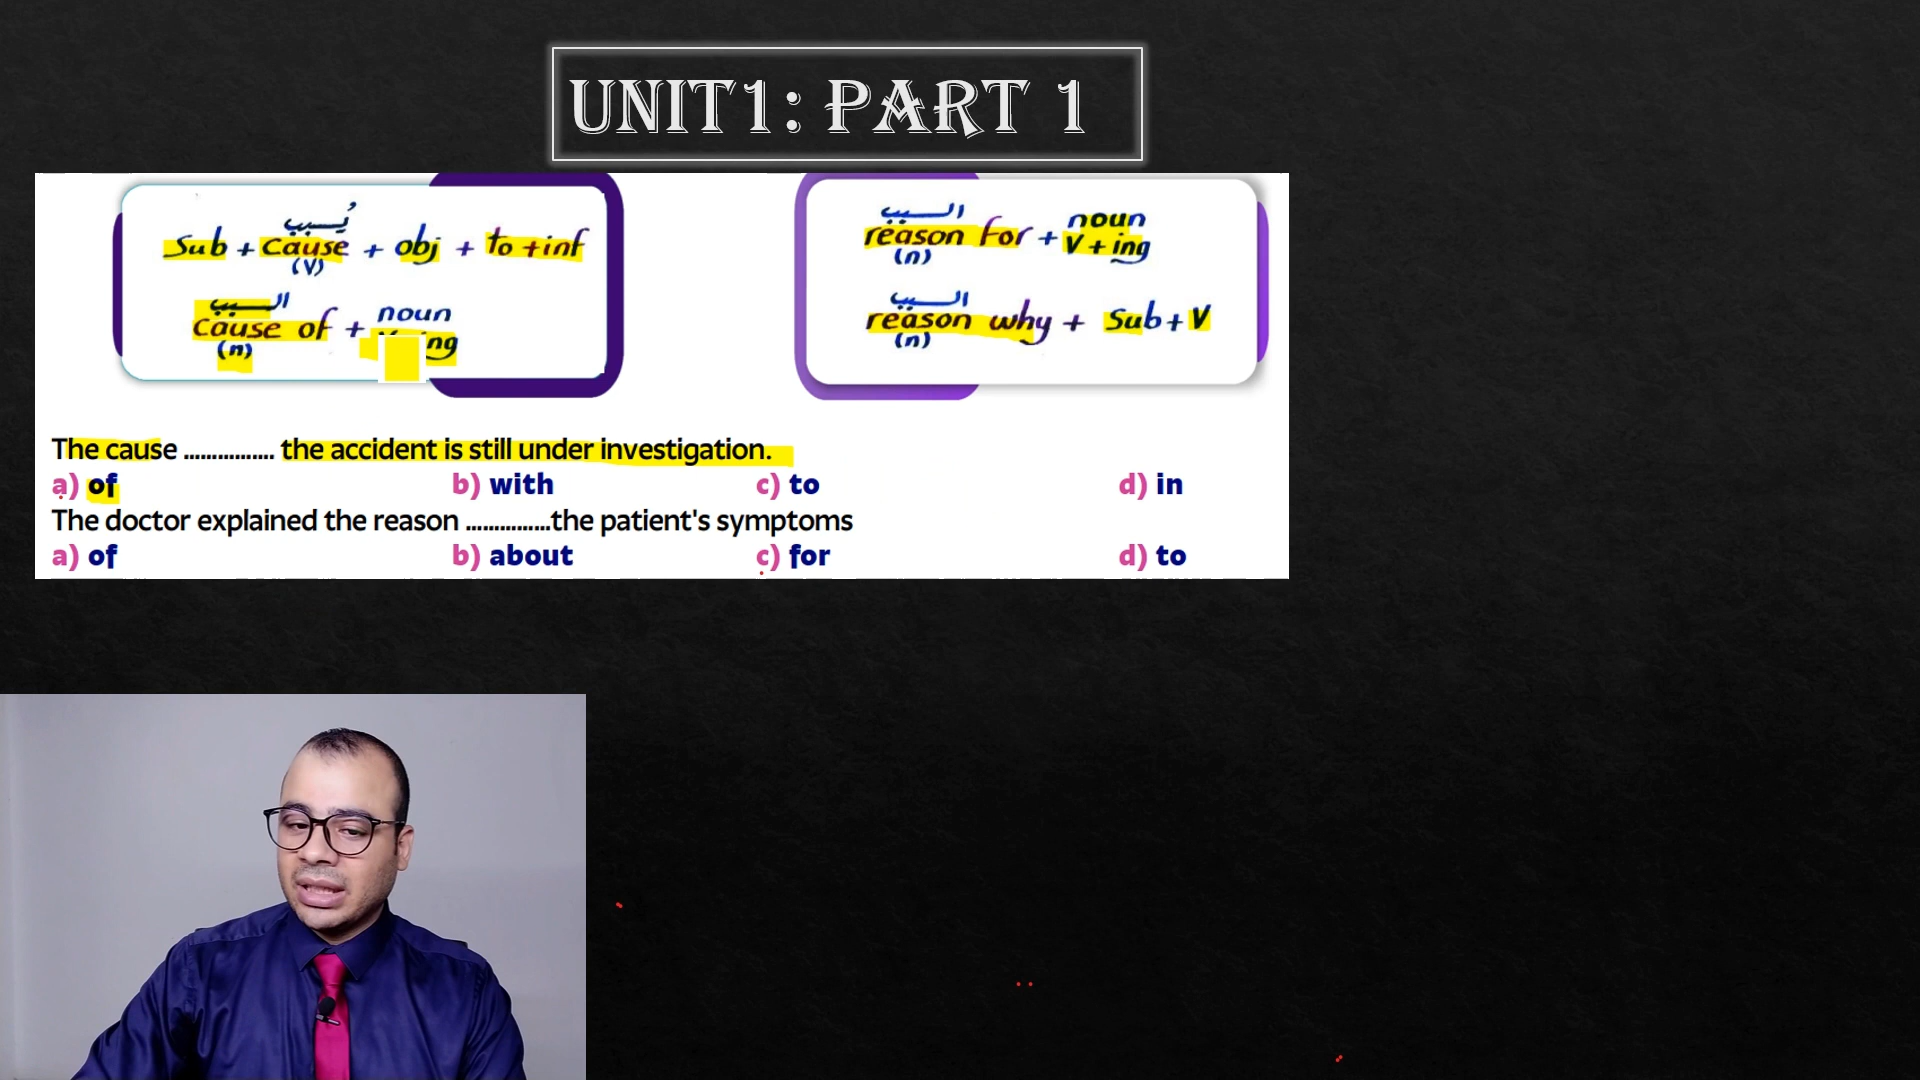 UNIT1: PART 1
يُسبب
Sub + cause + obj + to +inf
(V)
السبب
cause of + noun
(n)
السبب
reason for + noun
V + ing
(n)
السبب
reason why + Sub + V
(n)
The cause ................ the accident is still under investigation.
a) of b) with c) to d) in
The doctor explained the reason ...............the patient's symptoms
a) of b) about c) for d) to